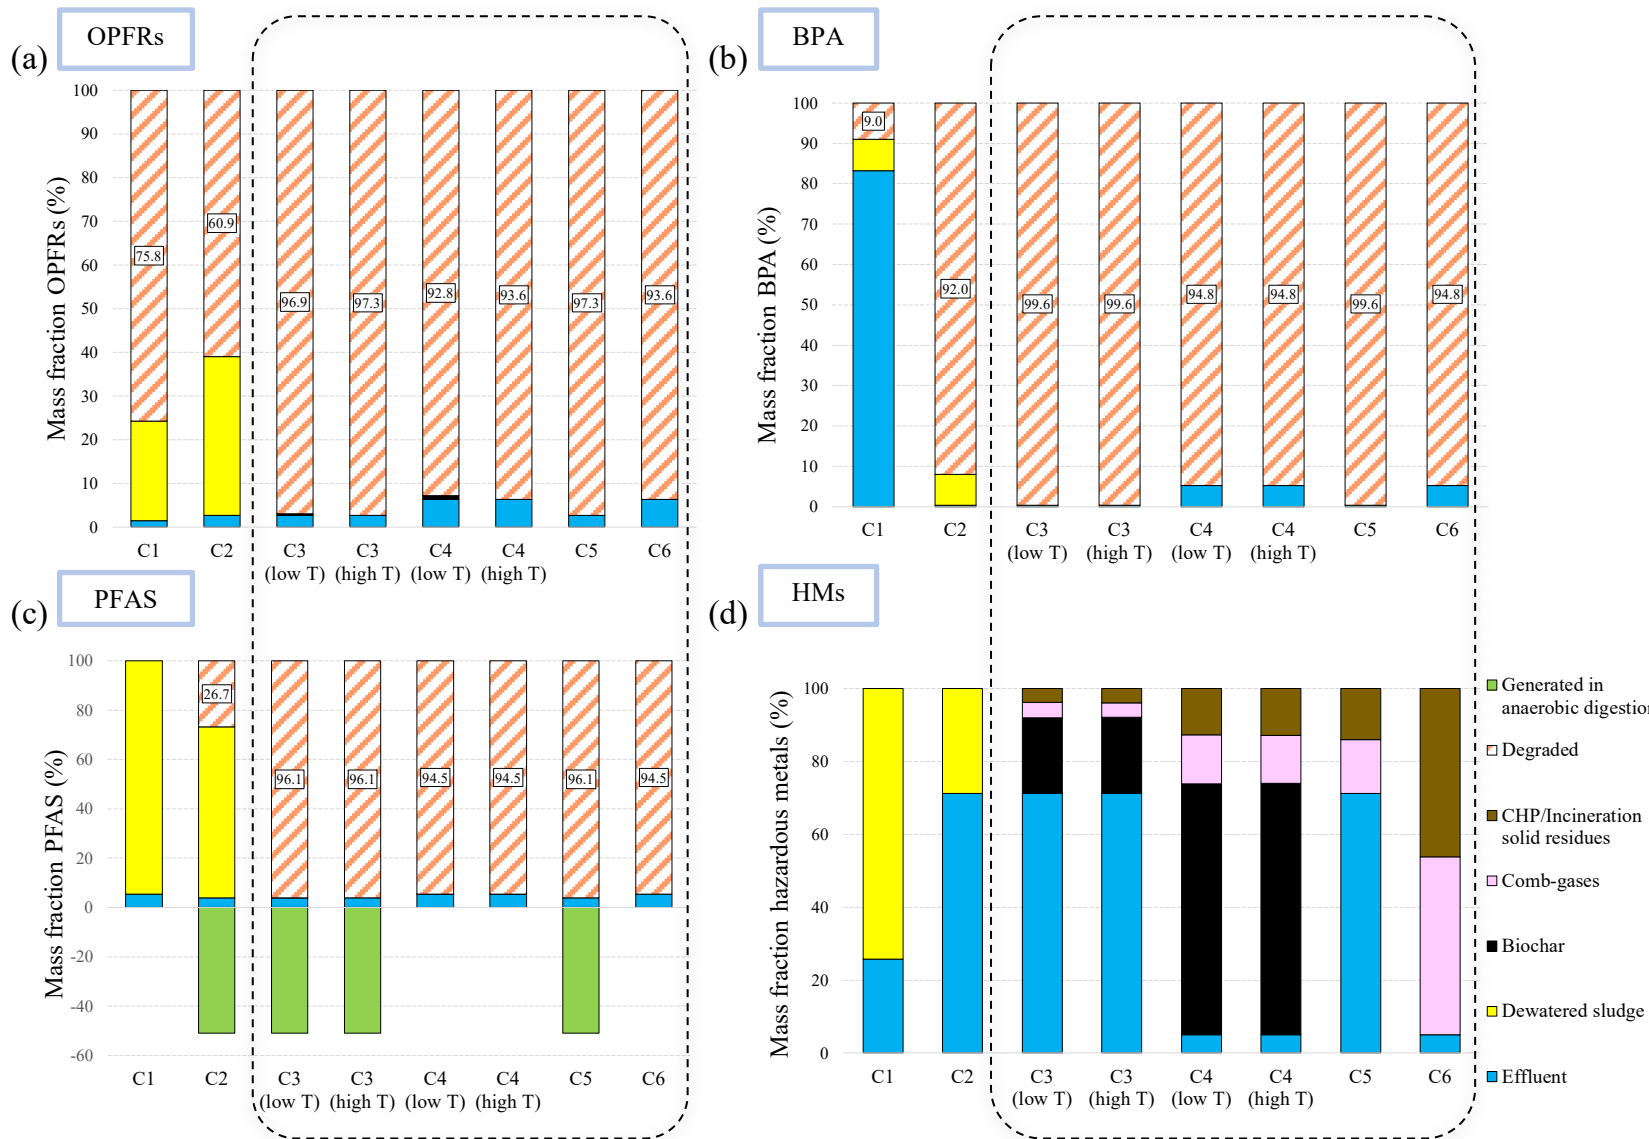 (a)
OPFRs
Mass fraction OPFRs (%)
100
90
80
70
60
50
40
30
20
10
0
75.8
60.9
96.9
97.3
92.8
93.6
97.3
93.6
C1
C2
C3
(low T)
C3
(high T)
C4
(low T)
C4
(high T)
C5
C6
(b)
BPA
Mass fraction BPA (%)
100
90
80
70
60
50
40
30
20
10
0
9.0
92.0
99.6
99.6
94.8
94.8
99.6
94.8
C1
C2
C3
(low T)
C3
(high T)
C4
(low T)
C4
(high T)
C5
C6
(c)
PFAS
Mass fraction PFAS (%)
100
80
60
40
20
0
-20
-40
-60
26.7
96.1
96.1
94.5
94.5
96.1
94.5
C1
C2
C3
(low T)
C3
(high T)
C4
(low T)
C4
(high T)
C5
C6
(d)
HMs
Mass fraction hazardous metals (%)
100
80
60
40
20
0
C1
C2
C3
(low T)
C3
(high T)
C4
(low T)
C4
(high T)
C5
C6
Generated in
anaerobic digestion
Degraded
CHP/Incineration
solid residues
Comb-gases
Biochar
Dewatered sludge
Effluent